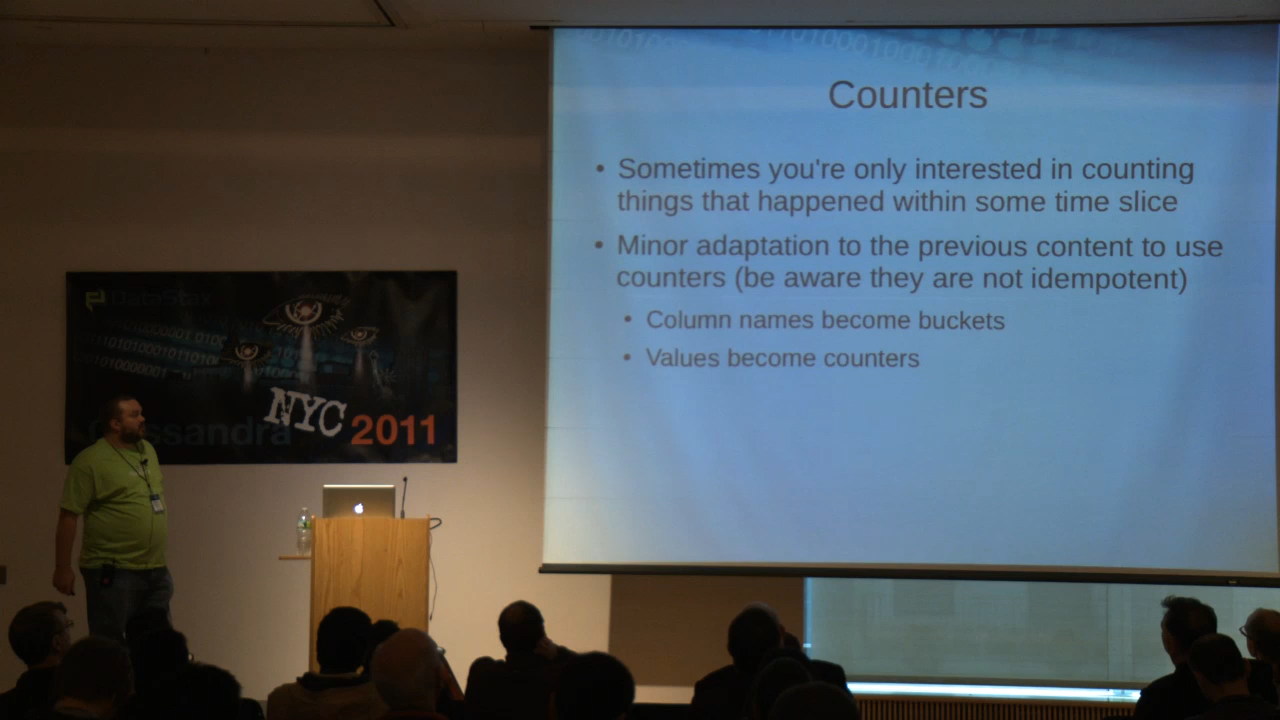 Counters
• Sometimes you're only interested in counting
things that happened within some time slice
• Minor adaptation to the previous content to use
counters (be aware they are not idempotent)
• Column names become buckets
• Values become counters
DataStax
NYC 2011